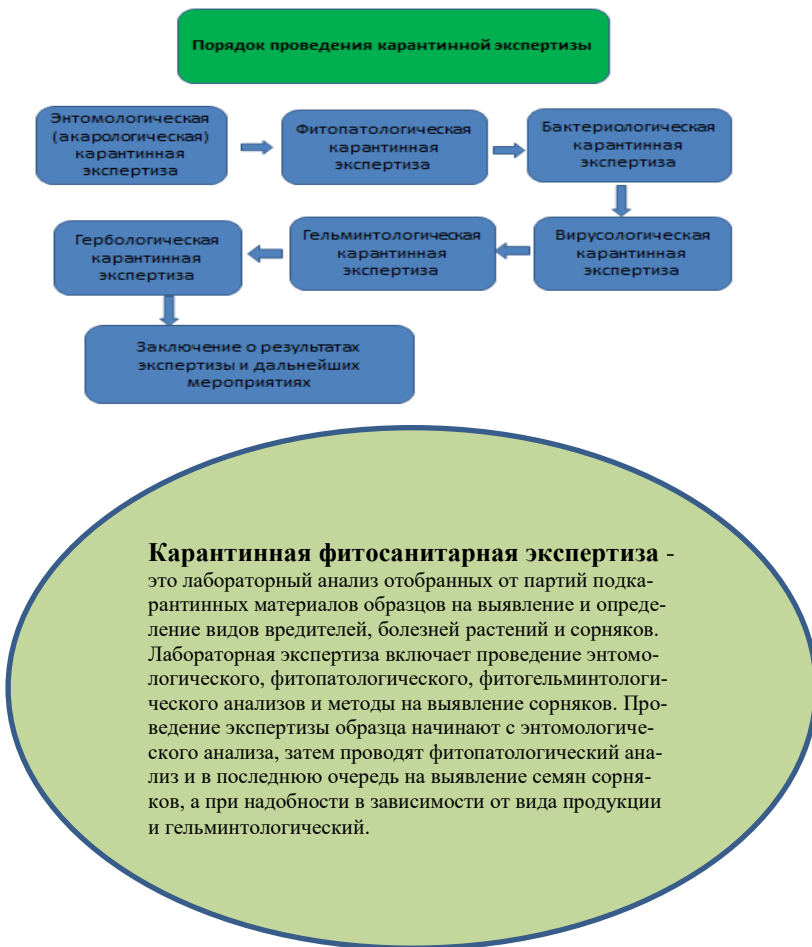 Порядок проведения карантинной экспертизы
Энтомологическая
(акарологическая)
карантинная
экспертиза
Фитопатологическая
карантинная
экспертиза
Бактериологическая
карантинная
экспертиза
Вирусологическая
карантинная
экспертиза
Гельминтологическая
карантинная
экспертиза
Гербологическая
карантинная
экспертиза
Заключение о результатах
экспертизы и дальнейших
мероприятиях
Карантинная фитосанитарная экспертиза -
это лабораторный анализ отобранных от партий подка-
рантинных материалов образцов на выявление и опреде-
ление видов вредителей, болезней растений и сорняков.
Лабораторная экспертиза включает проведение энтомо-
логического, фитопатологического, фитогельминтологи-
ческого анализов и методы на выявление сорняков. Про-
ведение экспертизы образца начинают с энтомологиче-
ского анализа, затем проводят фитопатологический ана-
лиз и в последнюю очередь на выявление семян сорня-
ков, а при надобности в зависимости от вида продукции
и гельминтологический.